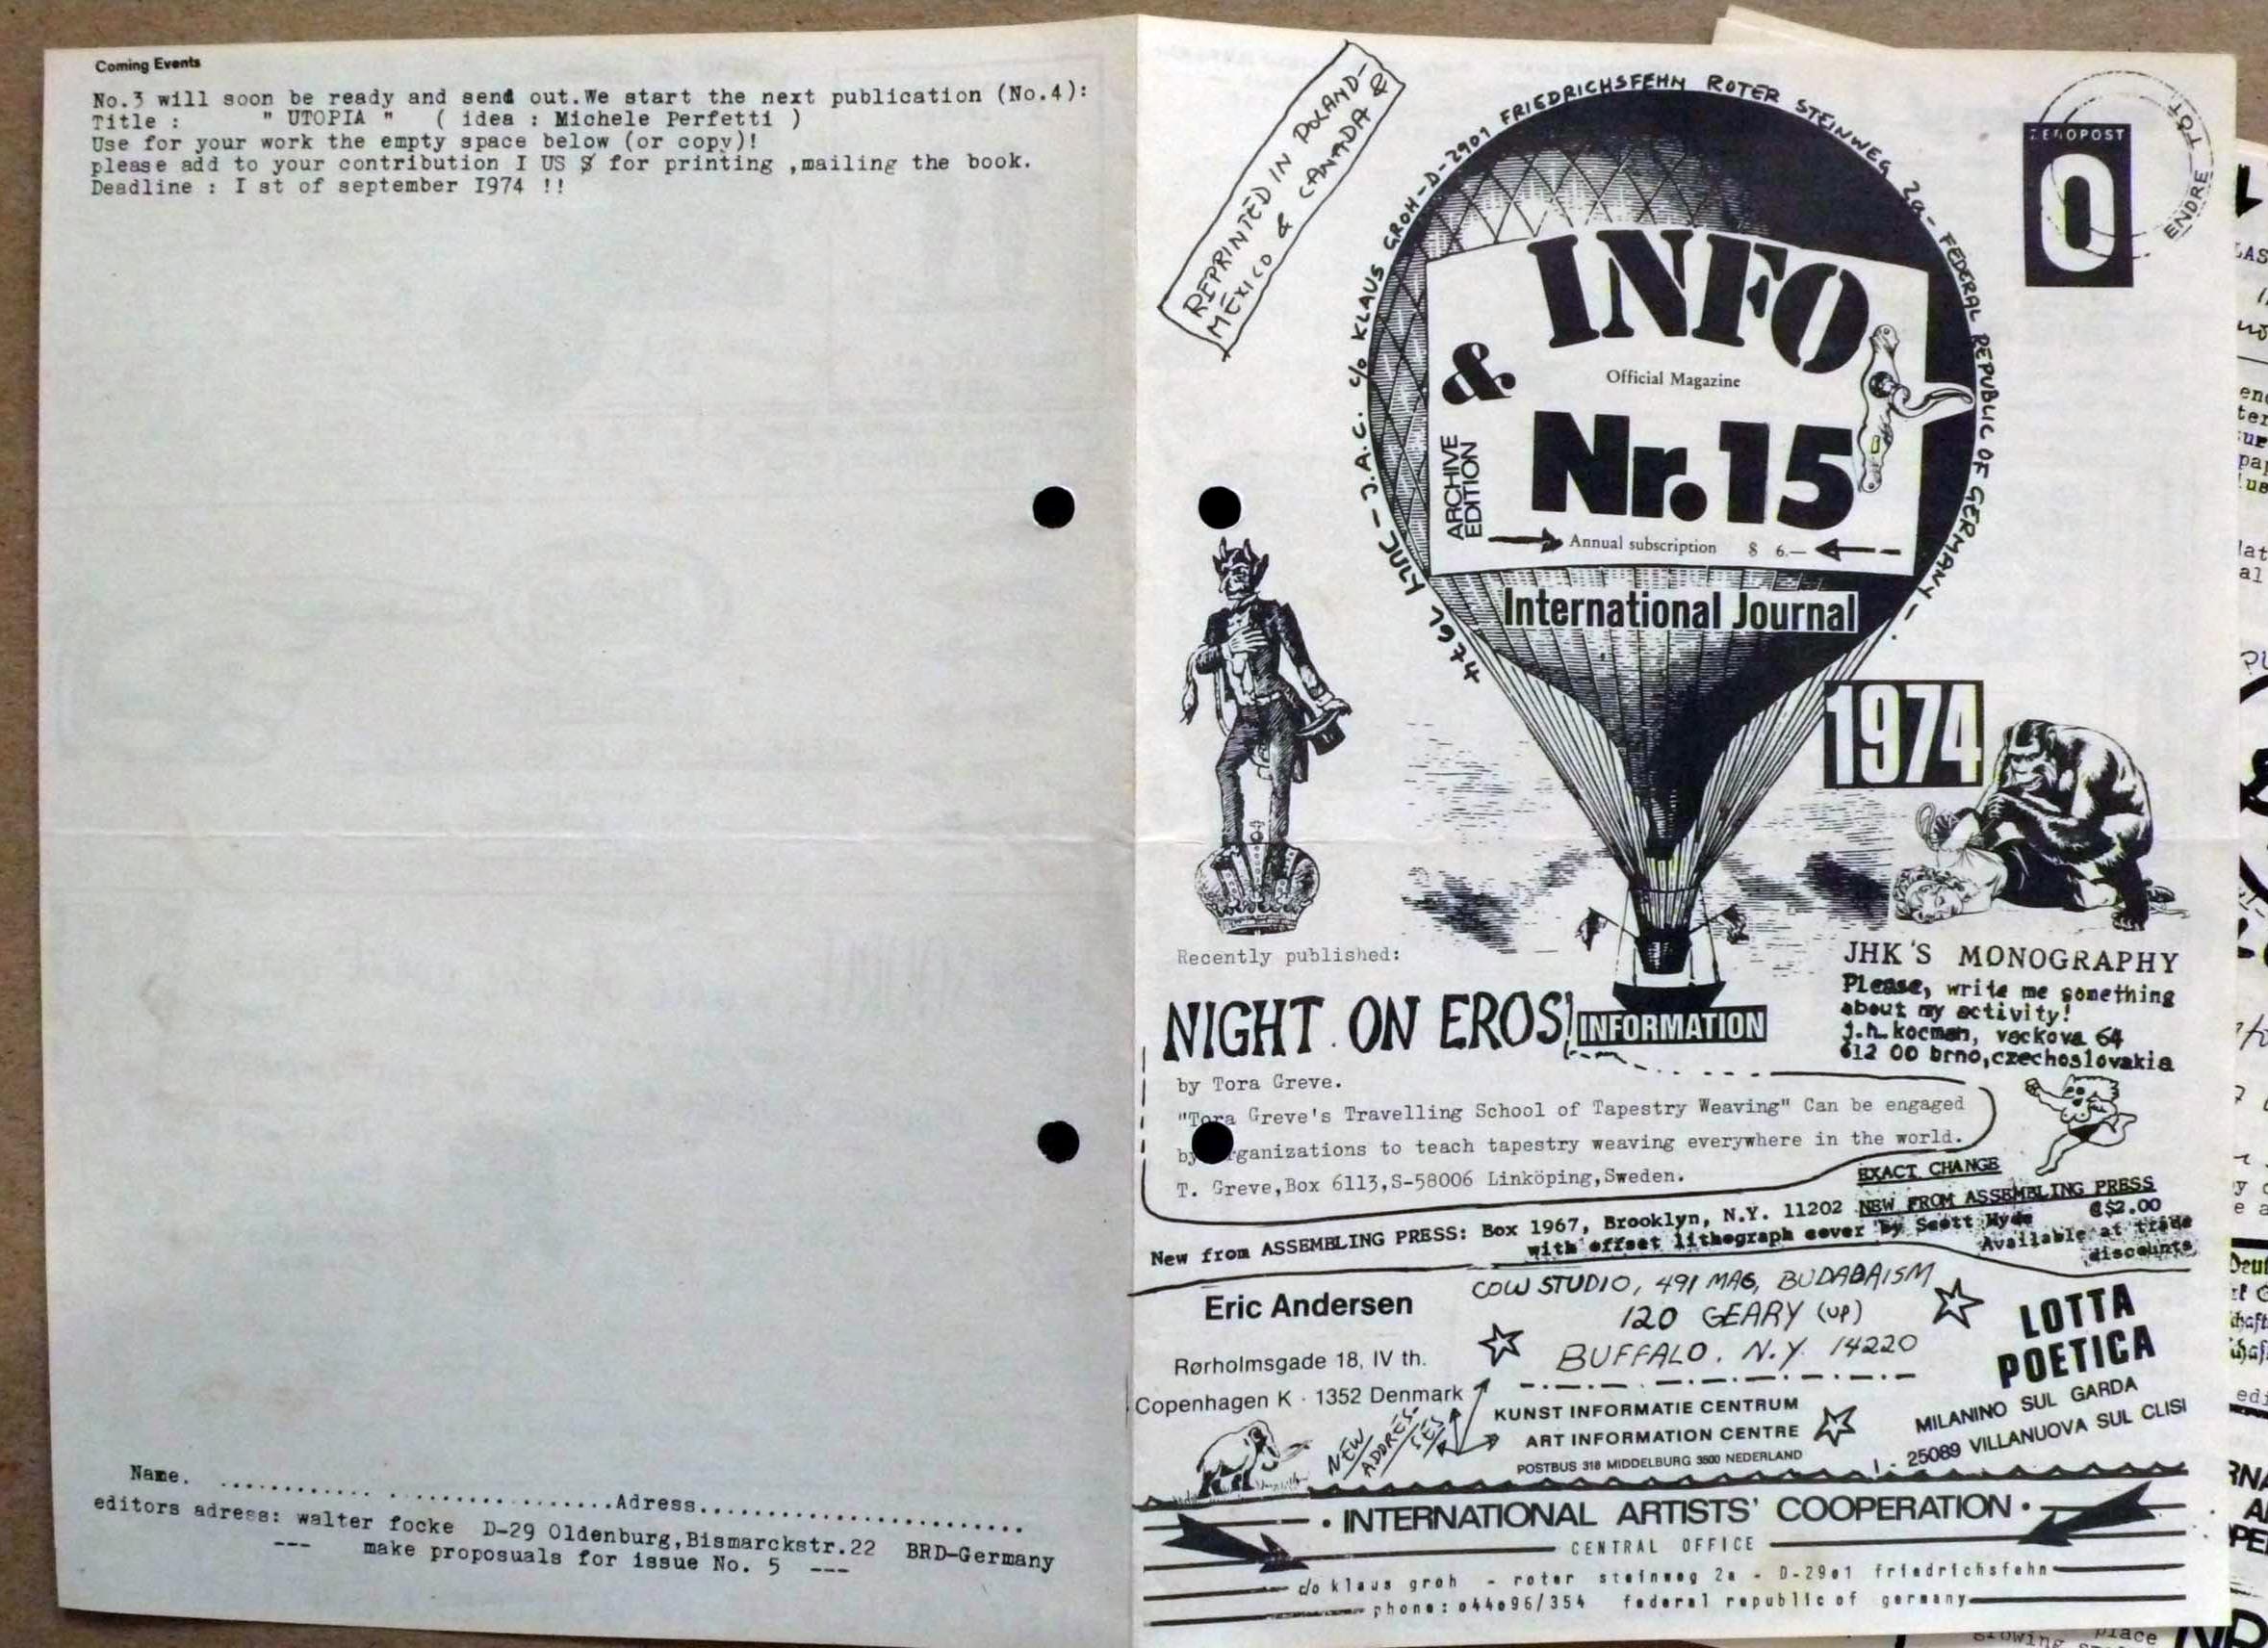 Coming Events
No.3 will soon be ready and send out.We start the next publication (No.4):
Title : " UTOPIA " ( idea : Michele Perfetti )
Use for your work the empty space below (or copy)!
please add to your contribution I US $ for printing ,mailing the book.
Deadline : I st of september I974 !!
Name. ............ ..................Adress.........................
editors adress: walter focke D-29 Oldenburg,Bismarckstr.22 BRD-Germany
--- make proposuals for issue No. 5 ---
REPRINTED IN POLAND-
MÉXICO & CANADA &
JULY 1974 — I.A.C. c/o KLAUS GROH-D-2901 FRIEDRICHSFEHN ROTER STEINWEG 2a - FEDERAL REPUBLIC OF GERMANY -
ZEROPOST
0
ENDRE TÓT
INFO
&
Official Magazine
Nr.15
ARCHIVE
EDITION
Annual subscription $ 6.—
International Journal
1974
Recently published:
NIGHT ON EROS!
INFORMATION
by Tora Greve.
"Tora Greve's Travelling School of Tapestry Weaving" Can be engaged
by rganizations to teach tapestry weaving everywhere in the world.
T. Greve,Box 6113,S-58006 Linköping,Sweden.
JHK'S MONOGRAPHY
Please, write me something
about my activity!
j.h.kocman, vackova 64
612 00 brno,czechoslovakia
EXACT CHANGE
New from ASSEMBLING PRESS: Box 1967, Brooklyn, N.Y. 11202 NEW FROM ASSEMBLING PRESS
with offset lithograph cover by Scott Hyde @$2.00
Available at trade
discounts
Eric Andersen
Rørholmsgade 18, IV th.
Copenhagen K · 1352 Denmark
COW STUDIO, 491 MAG, BUDABAISM
120 GEARY (UP)
BUFFALO. N.Y. 14220
NEW
ADDRES-
SES
KUNST INFORMATIE CENTRUM
ART INFORMATION CENTRE
POSTBUS 318 MIDDELBURG 3500 NEDERLAND
LOTTA
POETICA
MILANINO SUL GARDA
I - 25089 VILLANUOVA SUL CLISI
• INTERNATIONAL ARTISTS' COOPERATION •
CENTRAL OFFICE
c/o klaus groh - roter steinweg 2a - D-29o1 friedrichsfehn
phone: o44o96/354 federal republic of germany